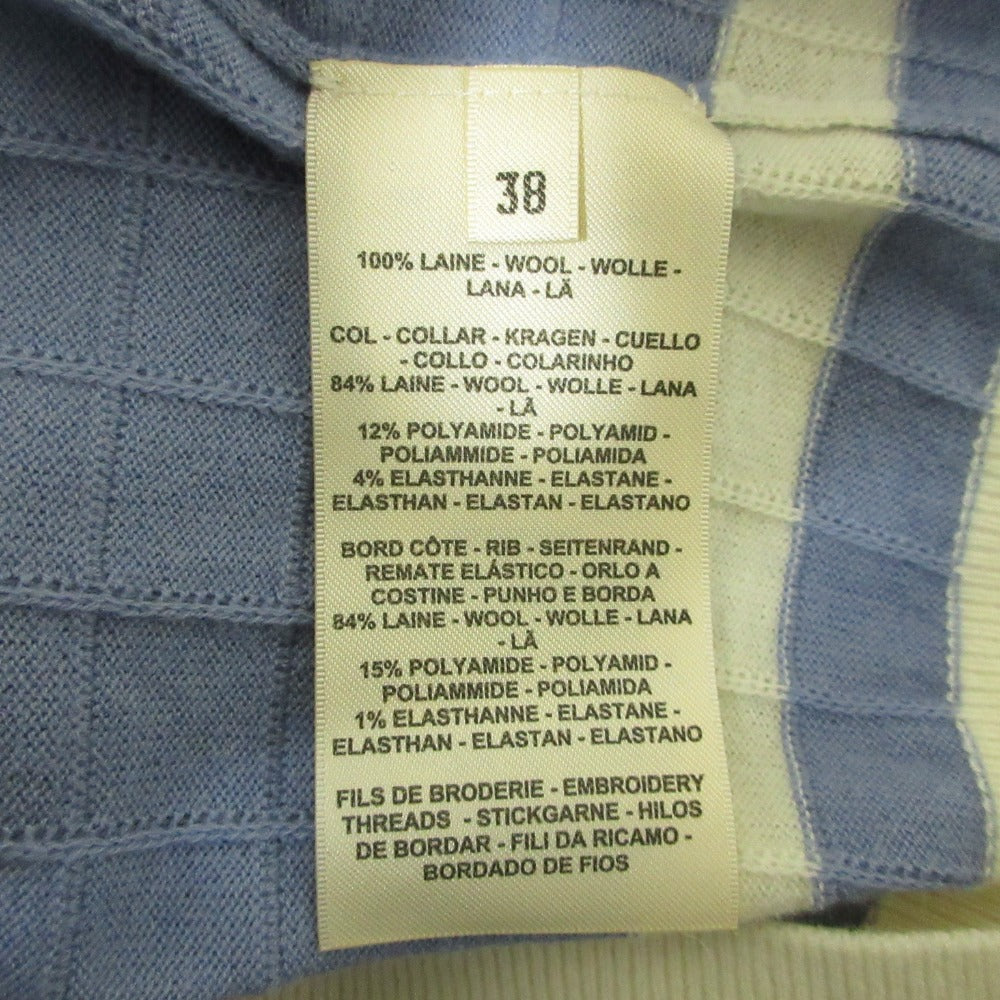 38
100% LAINE - WOOL - WOLLE -
LANA - LÃ
COL - COLLAR - KRAGEN - CUELLO
- COLLO - COLARINHO
84% LAINE - WOOL - WOLLE - LANA
- LÃ
12% POLYAMIDE - POLYAMID -
POLIAMMIDE - POLIAMIDA
4% ELASTHANNE - ELASTANE -
ELASTHAN - ELASTAN - ELASTANO
BORD CÔTE - RIB - SEITENRAND -
REMATE ELÁSTICO - ORLO A
COSTINE - PUNHO E BORDA
84% LAINE - WOOL - WOLLE - LANA
- LÃ
15% POLYAMIDE - POLYAMID -
POLIAMMIDE - POLIAMIDA
1% ELASTHANNE - ELASTANE -
ELASTHAN - ELASTAN - ELASTANO
FILS DE BRODERIE - EMBROIDERY
THREADS - STICKGARNE - HILOS
DE BORDAR - FILI DA RICAMO -
BORDADO DE FIOS